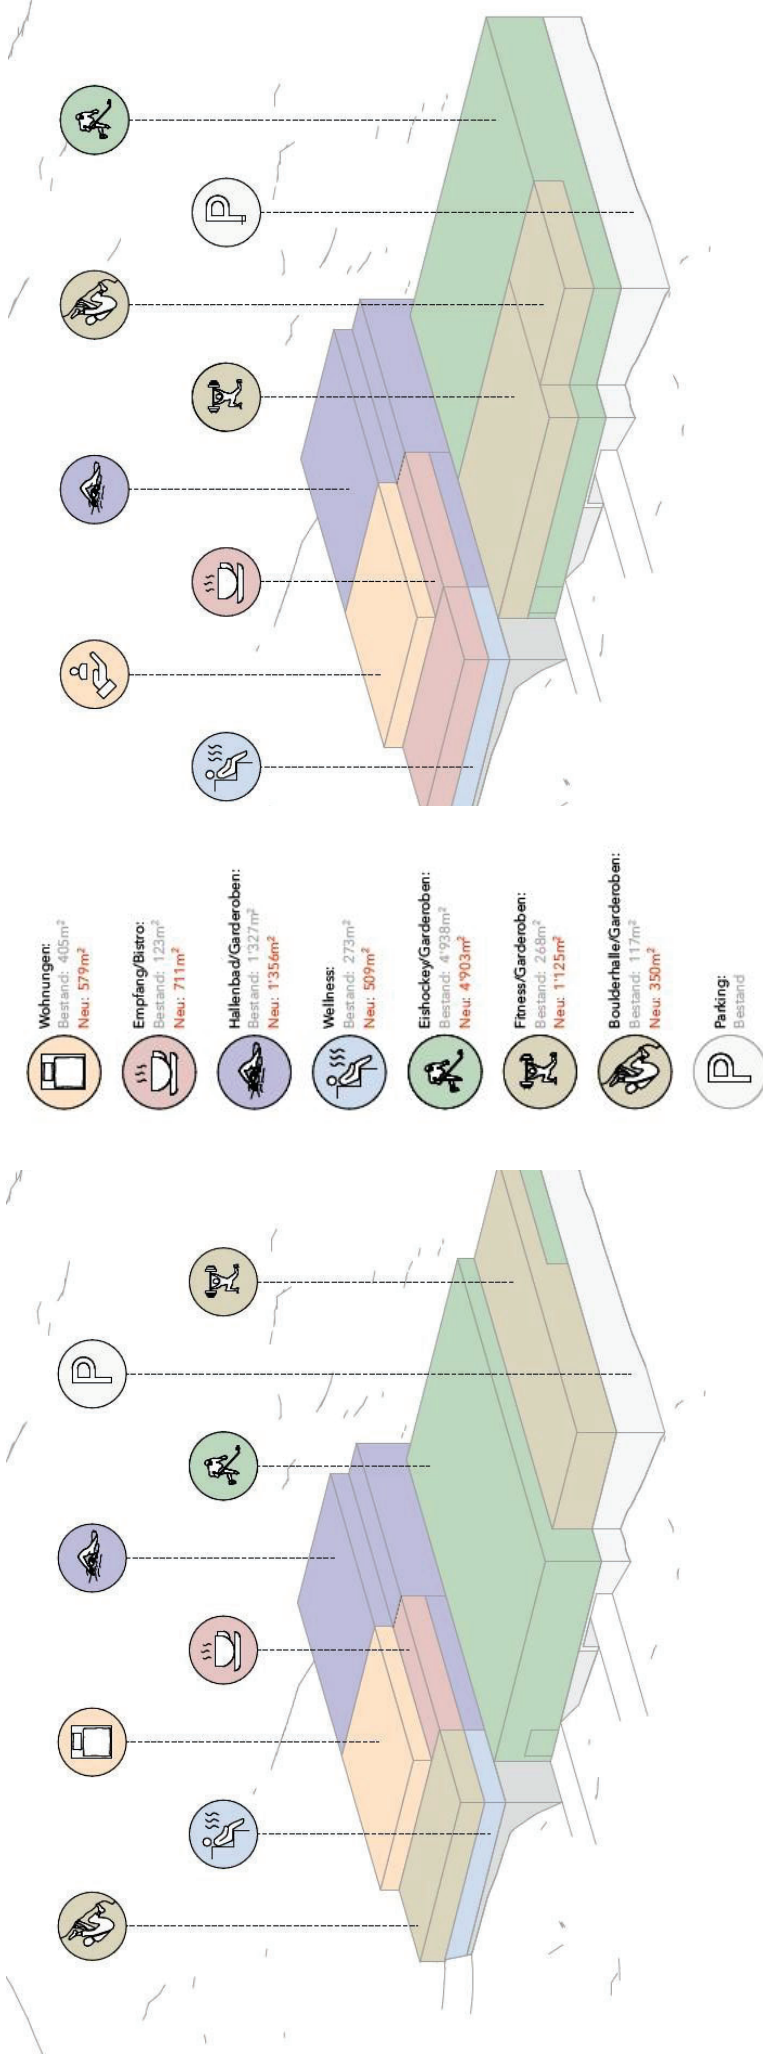 Wohnungen:
Bestand: 405m²
Neu: 579m²
Empfang/Bistro:
Bestand: 123m²
Neu: 711m²
Hallenbad/Garderoben:
Bestand: 1'327m²
Neu: 1'356m²
Wellness:
Bestand: 273m²
Neu: 509m²
Eishockey/Garderoben:
Bestand: 4'938m²
Neu: 4'903m²
Fitness/Garderoben:
Bestand: 268m²
Neu: 1'125m²
Boulderhalle/Garderoben:
Bestand: 117m²
Neu: 350m²
P
Parking:
Bestand
P
P